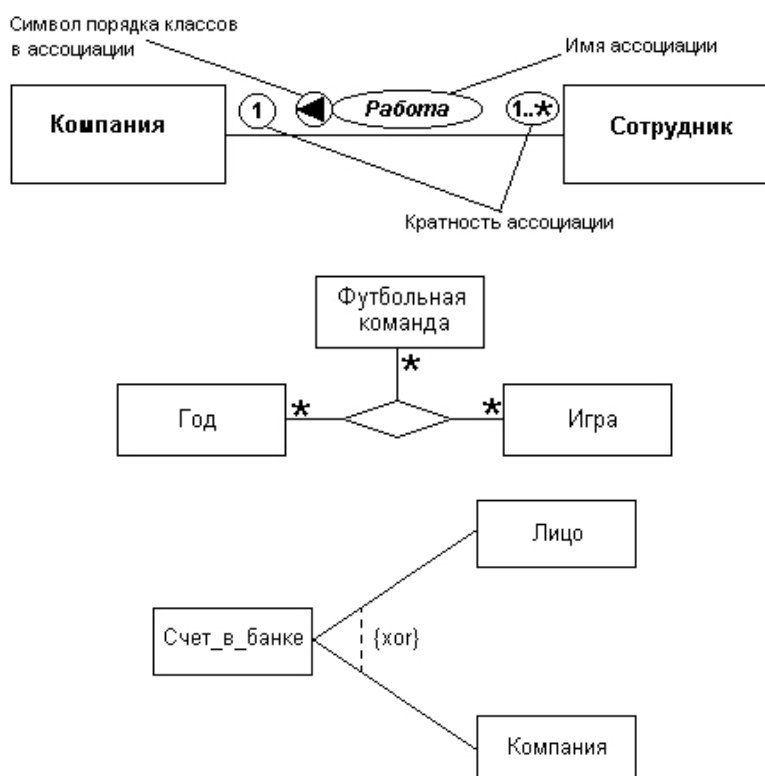 Символ порядка классов
в ассоциации
Имя ассоциации
Компания
1
Работа
1..*
Сотрудник
Кратность ассоциации
Футбольная
команда
*
Год
*
*
Игра
Лицо
Счет_в_банке
{xor}
Компания